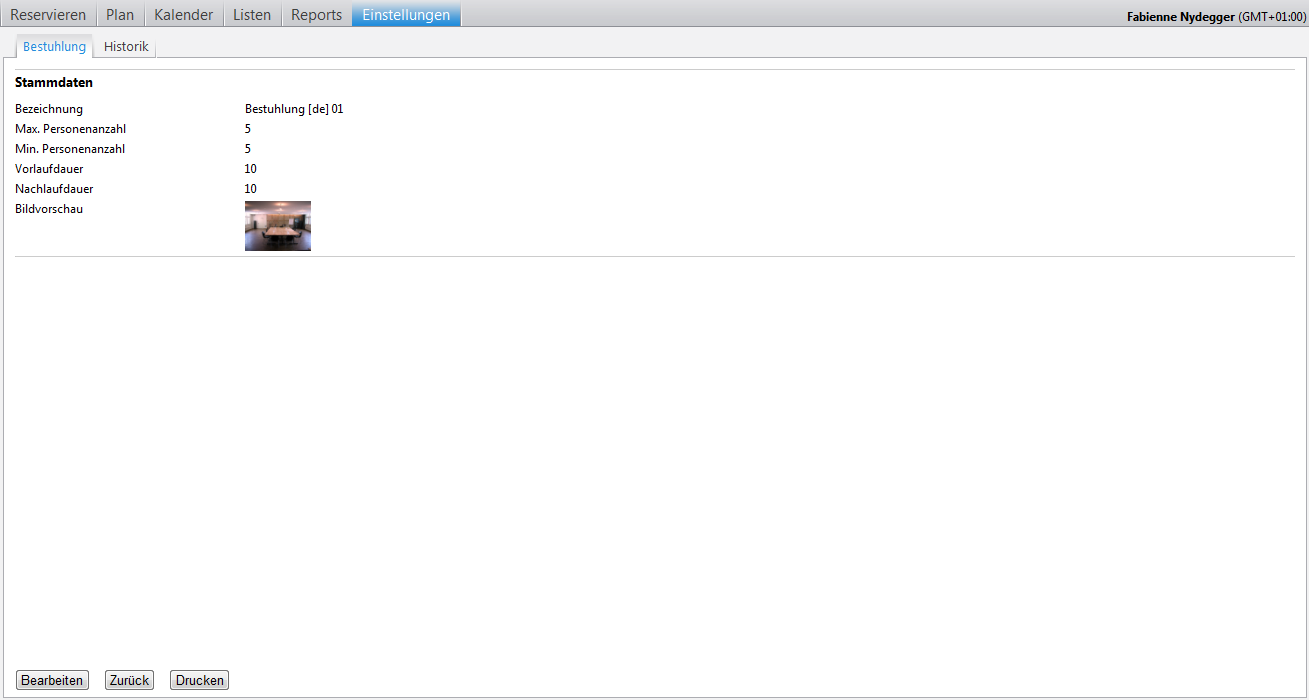 Reservieren Plan Kalender Listen Reports Einstellungen Fabienne Nydegger (GMT+01:00)
Bestuhlung Historik
Stammdaten
Bezeichnung Bestuhlung [de] 01
Max. Personenanzahl 5
Min. Personenanzahl 5
Vorlaufdauer 10
Nachlaufdauer 10
Bildvorschau
Bearbeiten Zurück Drucken